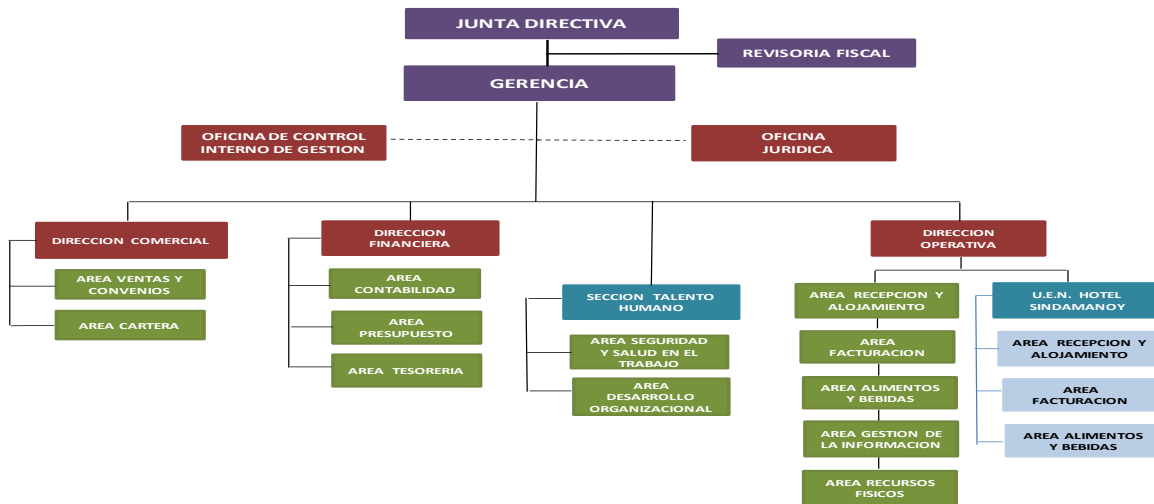 JUNTA DIRECTIVA
REVISORIA FISCAL
GERENCIA
OFICINA DE CONTROL
INTERNO DE GESTION
OFICINA
JURIDICA
DIRECCION COMERCIAL
AREA VENTAS Y
CONVENIOS
AREA CARTERA
DIRECCION
FINANCIERA
AREA
CONTABILIDAD
AREA
PRESUPUESTO
AREA TESORERIA
SECCION TALENTO
HUMANO
AREA SEGURIDAD
Y SALUD EN EL
TRABAJO
AREA
DESARROLLO
ORGANIZACIONAL
DIRECCION
OPERATIVA
AREA RECEPCION Y
ALOJAMIENTO
AREA
FACTURACION
AREA ALIMENTOS
Y BEBIDAS
AREA GESTION DE
LA INFORMACION
AREA RECURSOS
FISICOS
U.E.N. HOTEL
SINDAMANOY
AREA RECEPCION Y
ALOJAMIENTO
AREA
FACTURACION
AREA ALIMENTOS
Y BEBIDAS